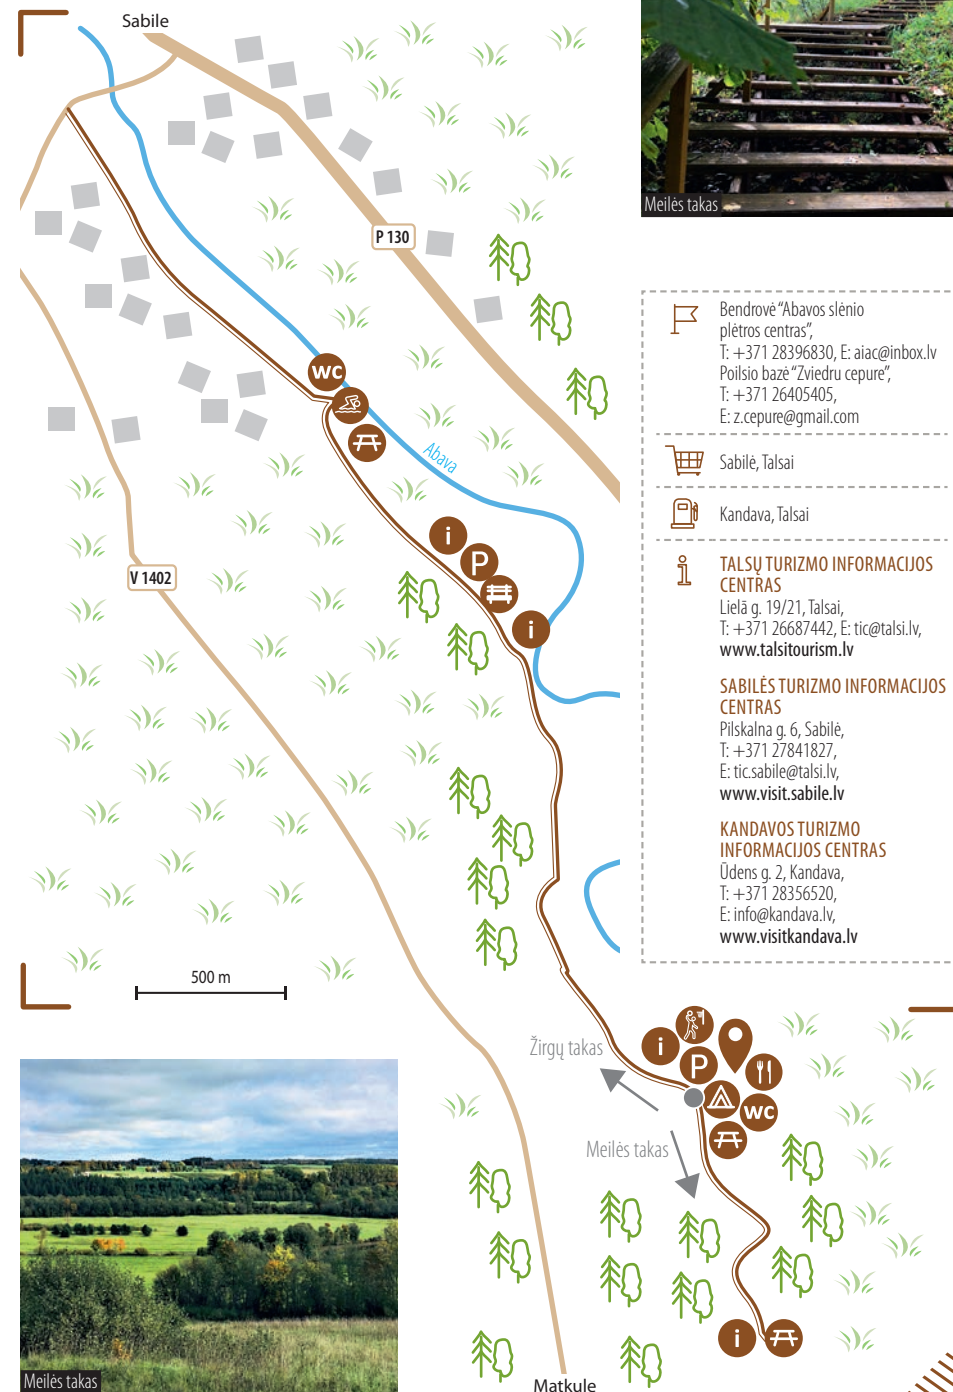 Sabile
Meilės takas
P 130
Bendrovė “Abavos slėnio
plėtros centras”,
T: +371 28396830, E: aiac@inbox.lv
Poilsio bazė “Zviedru cepure”,
T: +371 26405405,
E: z.cepure@gmail.com
WC
Abava
Sabilė, Talsai
Kandava, Talsai
i
P
i
V 1402
TALSŲ TURIZMO INFORMACIJOS
CENTRAS
Lielā g. 19/21, Talsai,
T: +371 26687442, E: tic@talsi.lv,
www.talsitourism.lv
SABILĖS TURIZMO INFORMACIJOS
CENTRAS
Pilskalna g. 6, Sabilė,
T: +371 27841827,
E: tic.sabile@talsi.lv,
www.visit.sabile.lv
KANDAVOS TURIZMO
INFORMACIJOS CENTRAS
Ūdens g. 2, Kandava,
T: +371 28356520,
E: info@kandava.lv,
www.visitkandava.lv
500 m
Žirgų takas
i
P
WC
Meilės takas
i
Meilės takas
Matkule